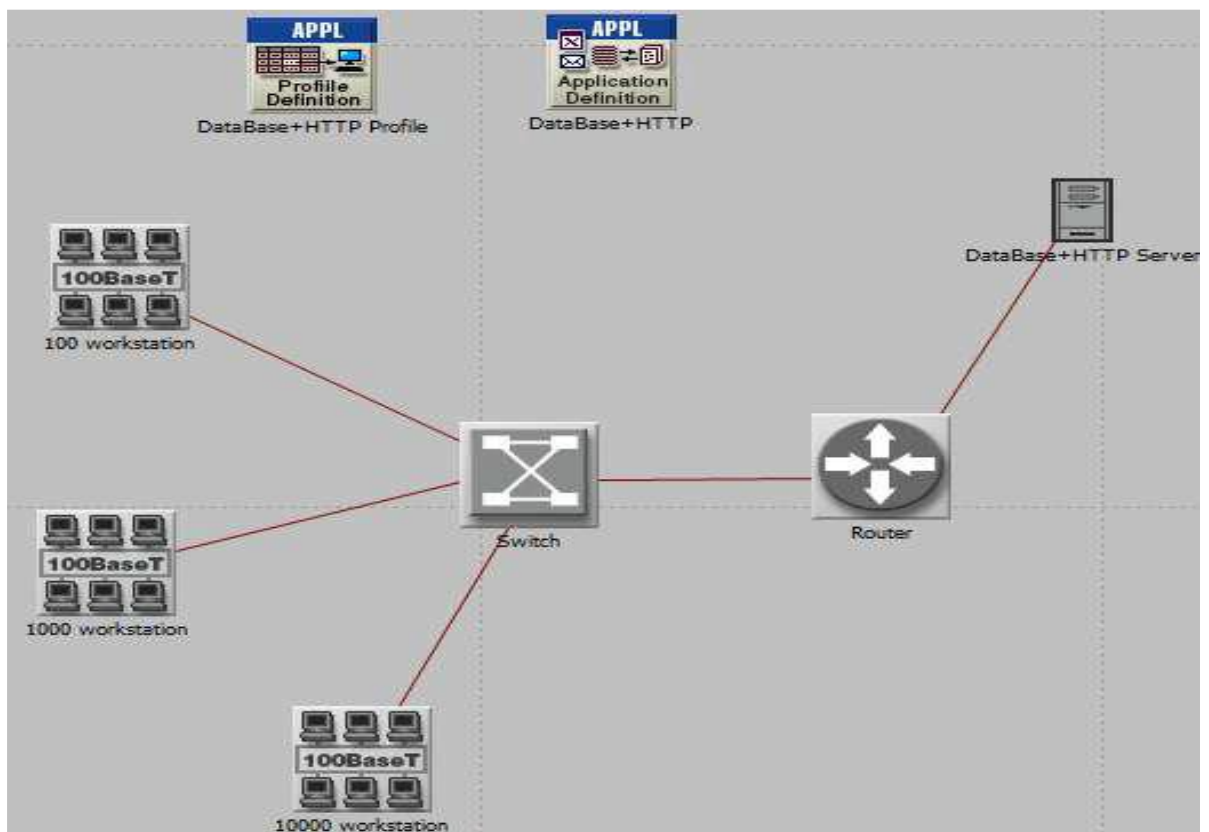 APPL
Profiile
Definition
DataBase+HTTP Profile
APPL
Application
Definition
DataBase+HTTP
DataBase+HTTP Server
100BaseT
100 workstation
Switch
Router
100BaseT
1000 workstation
100BaseT
10000 workstation